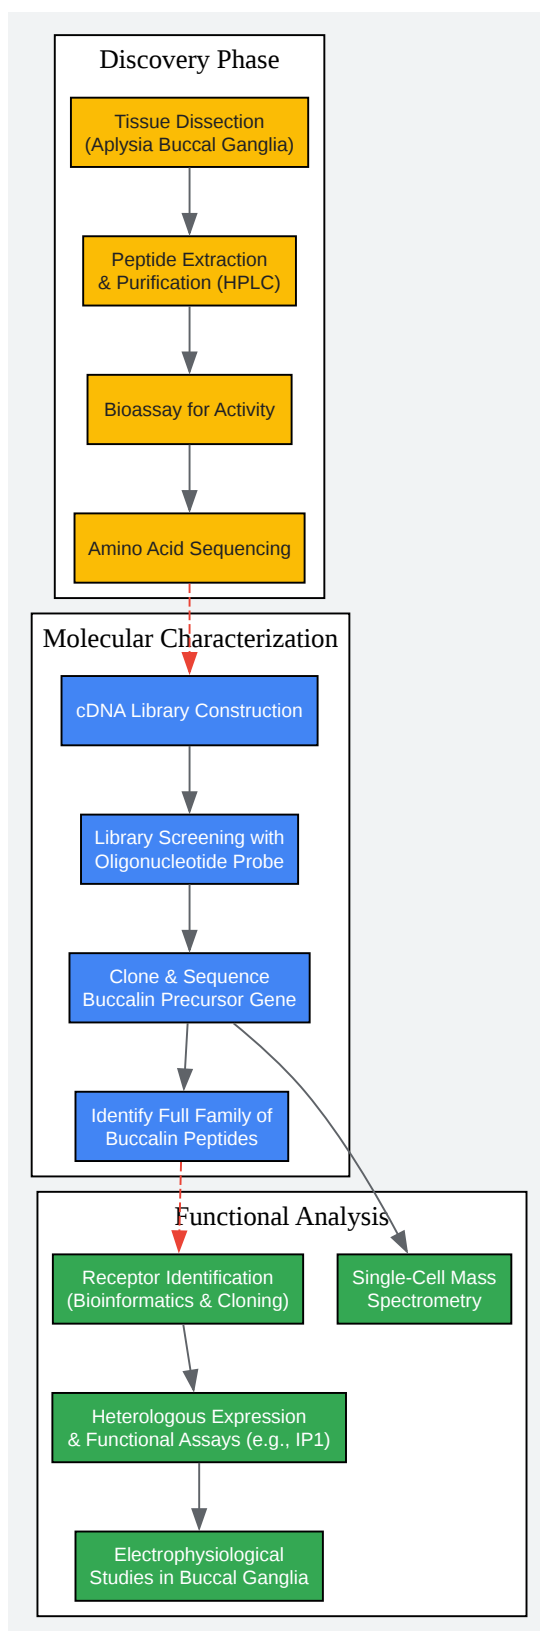 Discovery Phase
Tissue Dissection
(Aplysia Buccal Ganglia)
Peptide Extraction
& Purification (HPLC)
Bioassay for Activity
Amino Acid Sequencing
Molecular Characterization
cDNA Library Construction
Library Screening with
Oligonucleotide Probe
Clone & Sequence
Buccalin Precursor Gene
Identify Full Family of
Buccalin Peptides
Functional Analysis
Receptor Identification
(Bioinformatics & Cloning)
Single-Cell Mass
Spectrometry
Heterologous Expression
& Functional Assays (e.g., IP1)
Electrophysiological
Studies in Buccal Ganglia